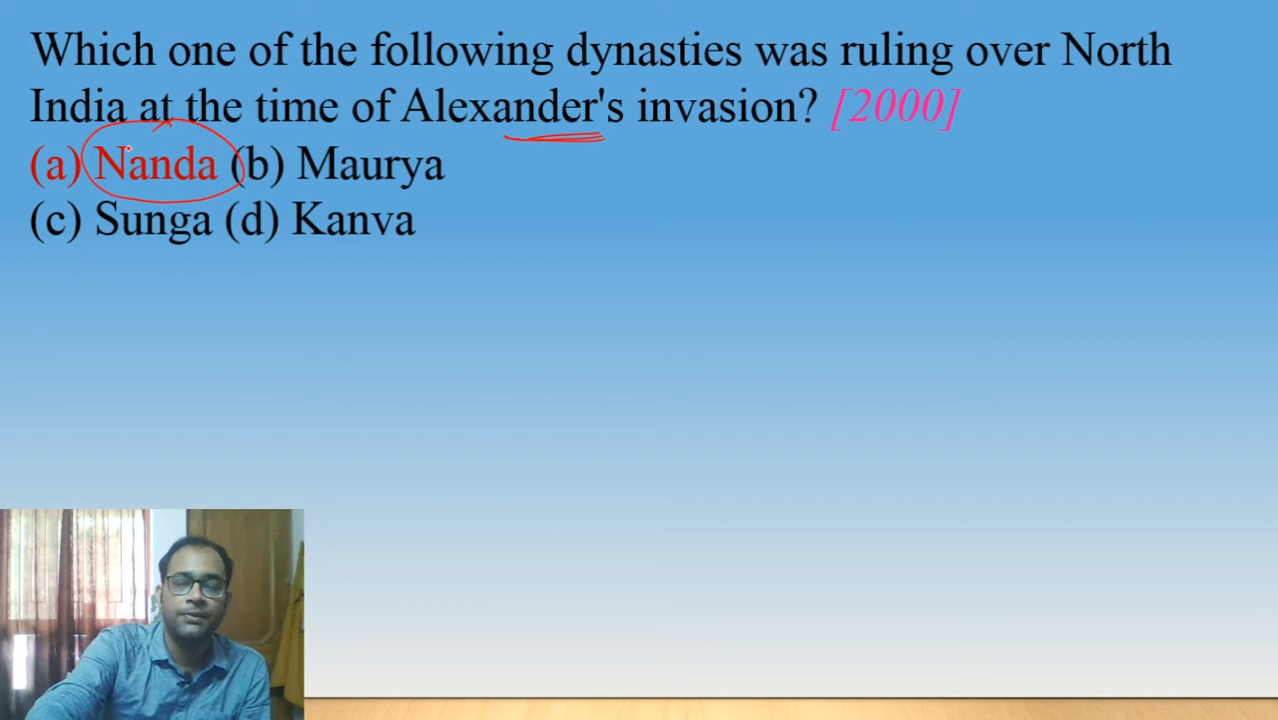 Which one of the following dynasties was ruling over North
India at the time of Alexander's invasion? [2000]
(a) Nanda (b) Maurya
(c) Sunga (d) Kanva